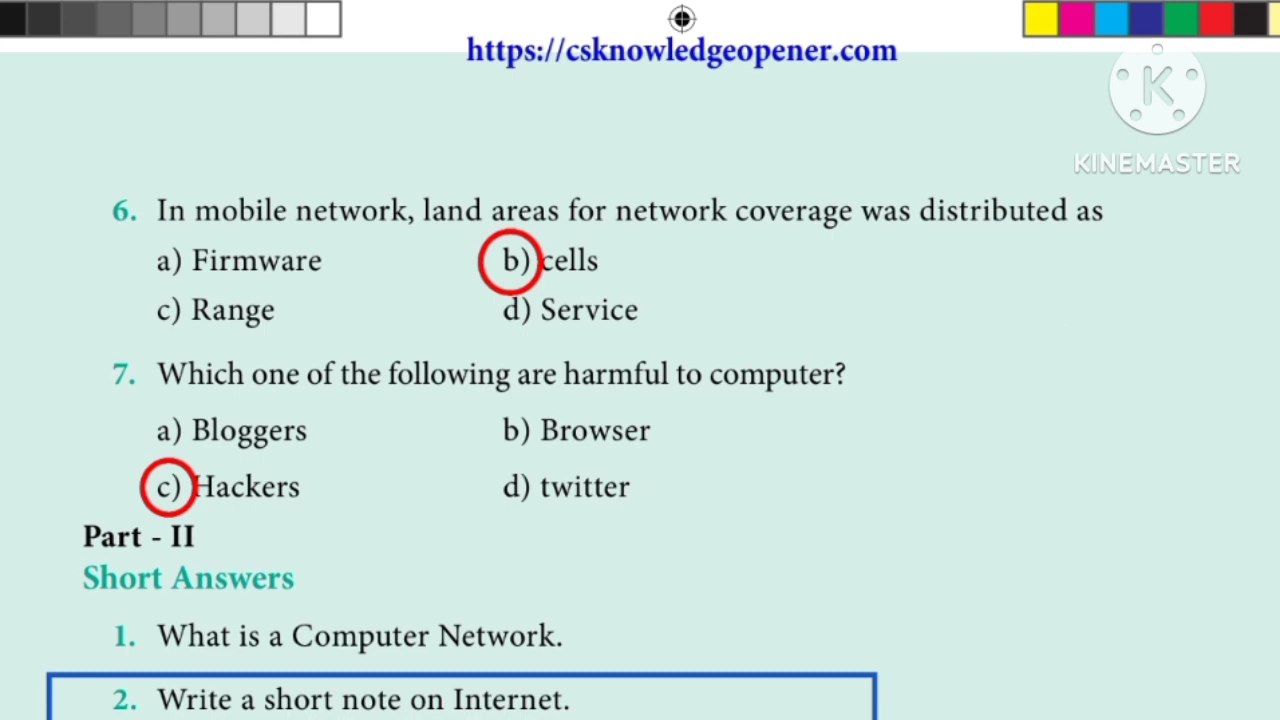 https://csknowledgeopener.com
K
KINEMASTER
6. In mobile network, land areas for network coverage was distributed as
a) Firmware b) cells
c) Range d) Service
7. Which one of the following are harmful to computer?
a) Bloggers b) Browser
c) Hackers d) twitter
Part - II
Short Answers
1. What is a Computer Network.
2. Write a short note on Internet.